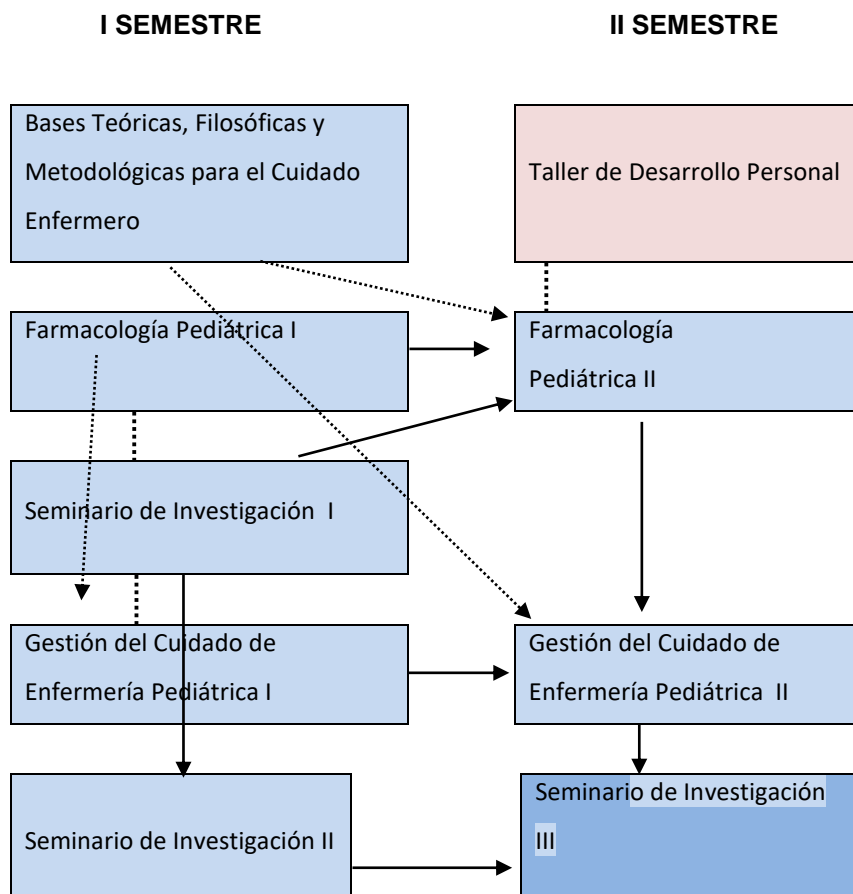 I SEMESTRE
II SEMESTRE
Bases Teóricas, Filosóficas y
Metodológicas para el Cuidado
Enfermero
Taller de Desarrollo Personal
Farmacología Pediátrica I
Farmacología
Pediátrica II
Seminario de Investigación I
Gestión del Cuidado de
Enfermería Pediátrica I
Gestión del Cuidado de
Enfermería Pediátrica II
Seminario de Investigación II
Seminario de Investigación
III